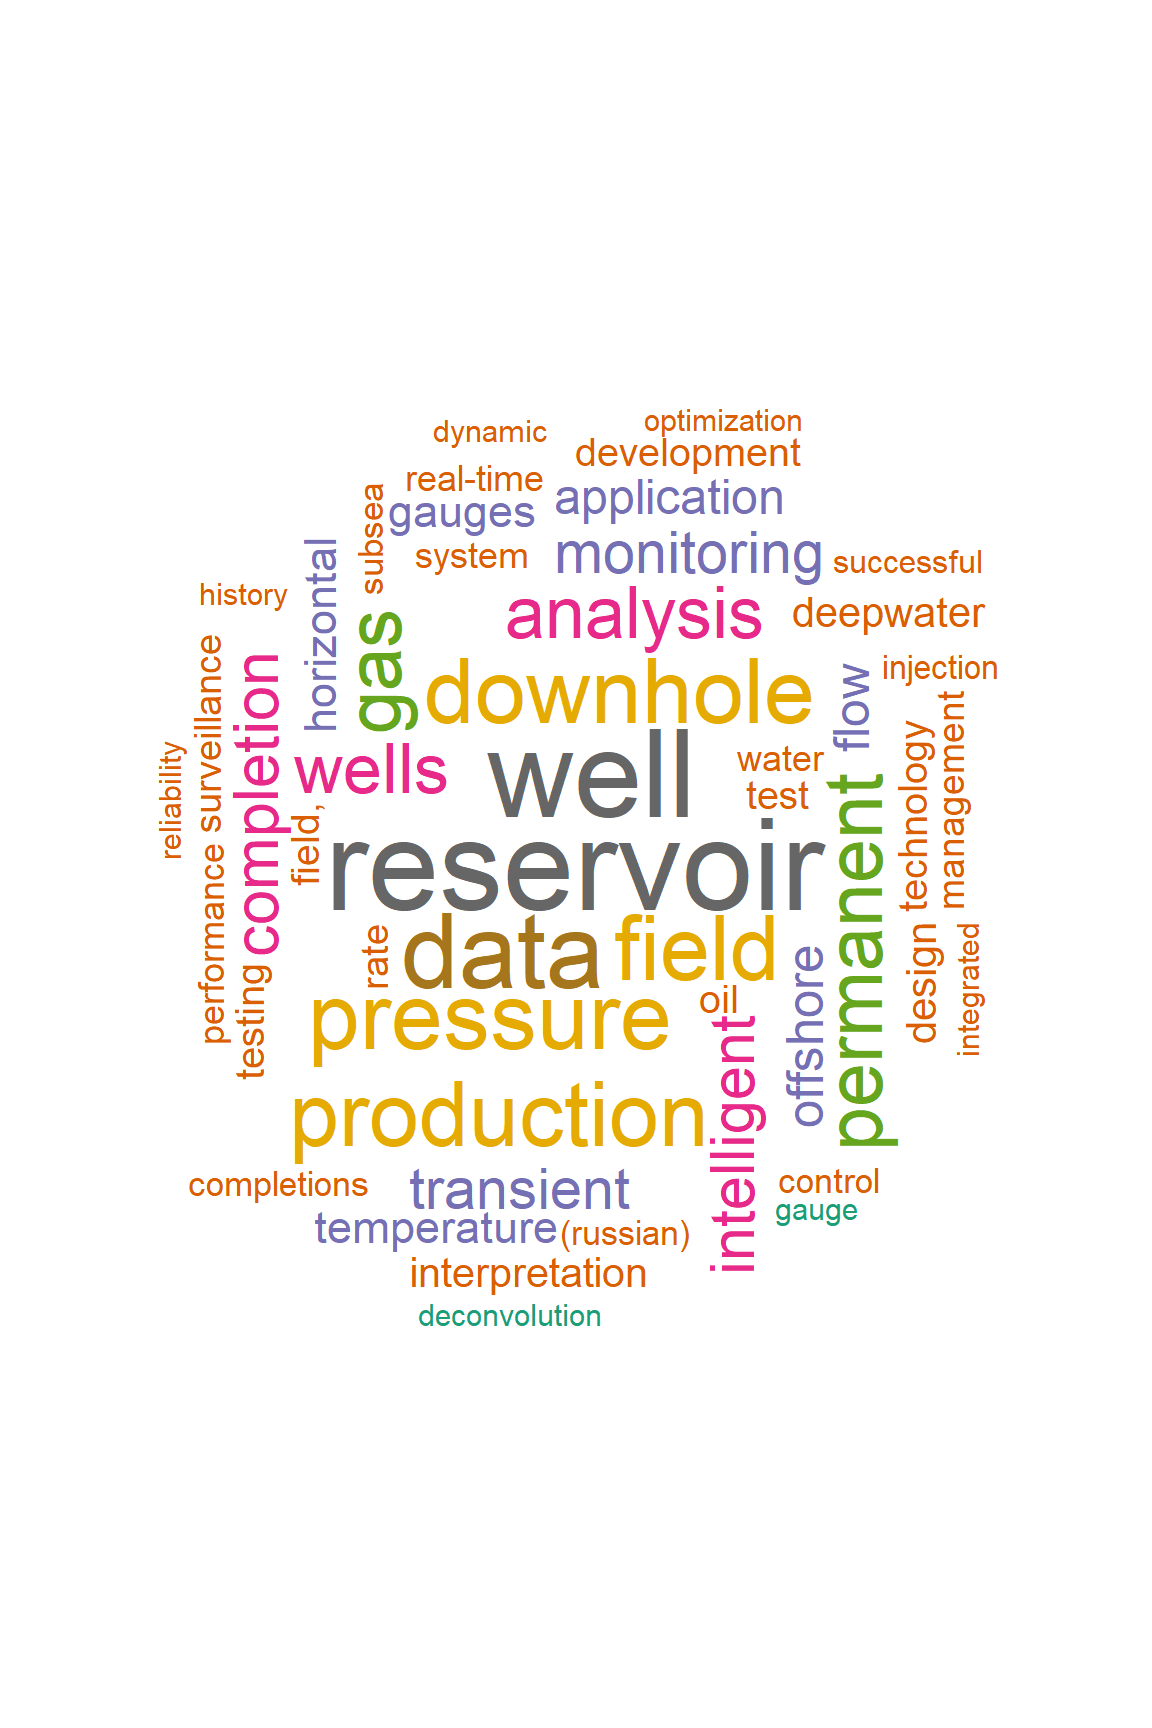 optimization
dynamic
development
real-time
application
gauges
subsea
system
monitoring
successful
horizontal
history
analysis
deepwater
gas
downhole
injection
flow
surveillance
completion
wells
well
water
test
technology
management
reliability
field,
reservoir
permanent
performance
rate
data
field
oil
offshore
design
integrated
testing
pressure
intelligent
production
completions
transient
control
gauge
temperature
(russian)
interpretation
deconvolution